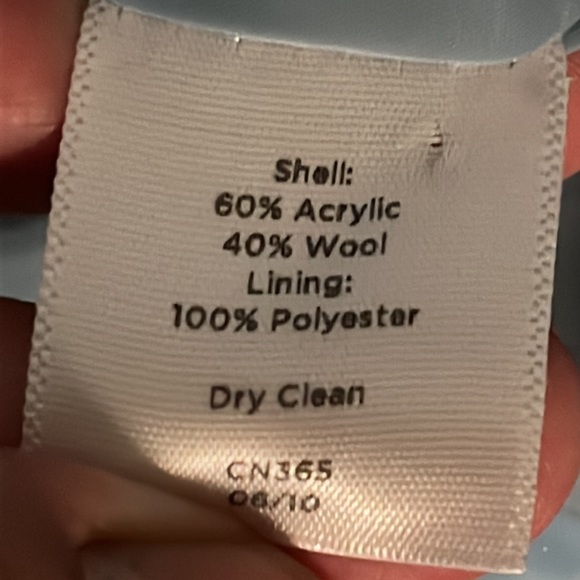 Shell:
60% Acrylic
40% Wool
Lining:
100% Polyester
Dry Clean
CN365
06/10